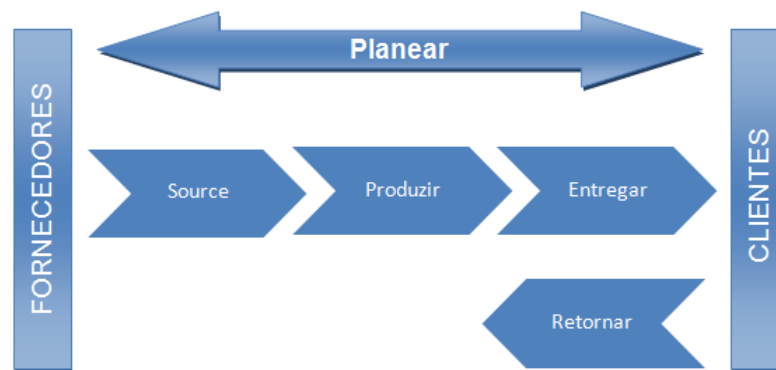 Planear
FORNECEDORES
Source
Produzir
Entregar
CLIENTES
Retornar